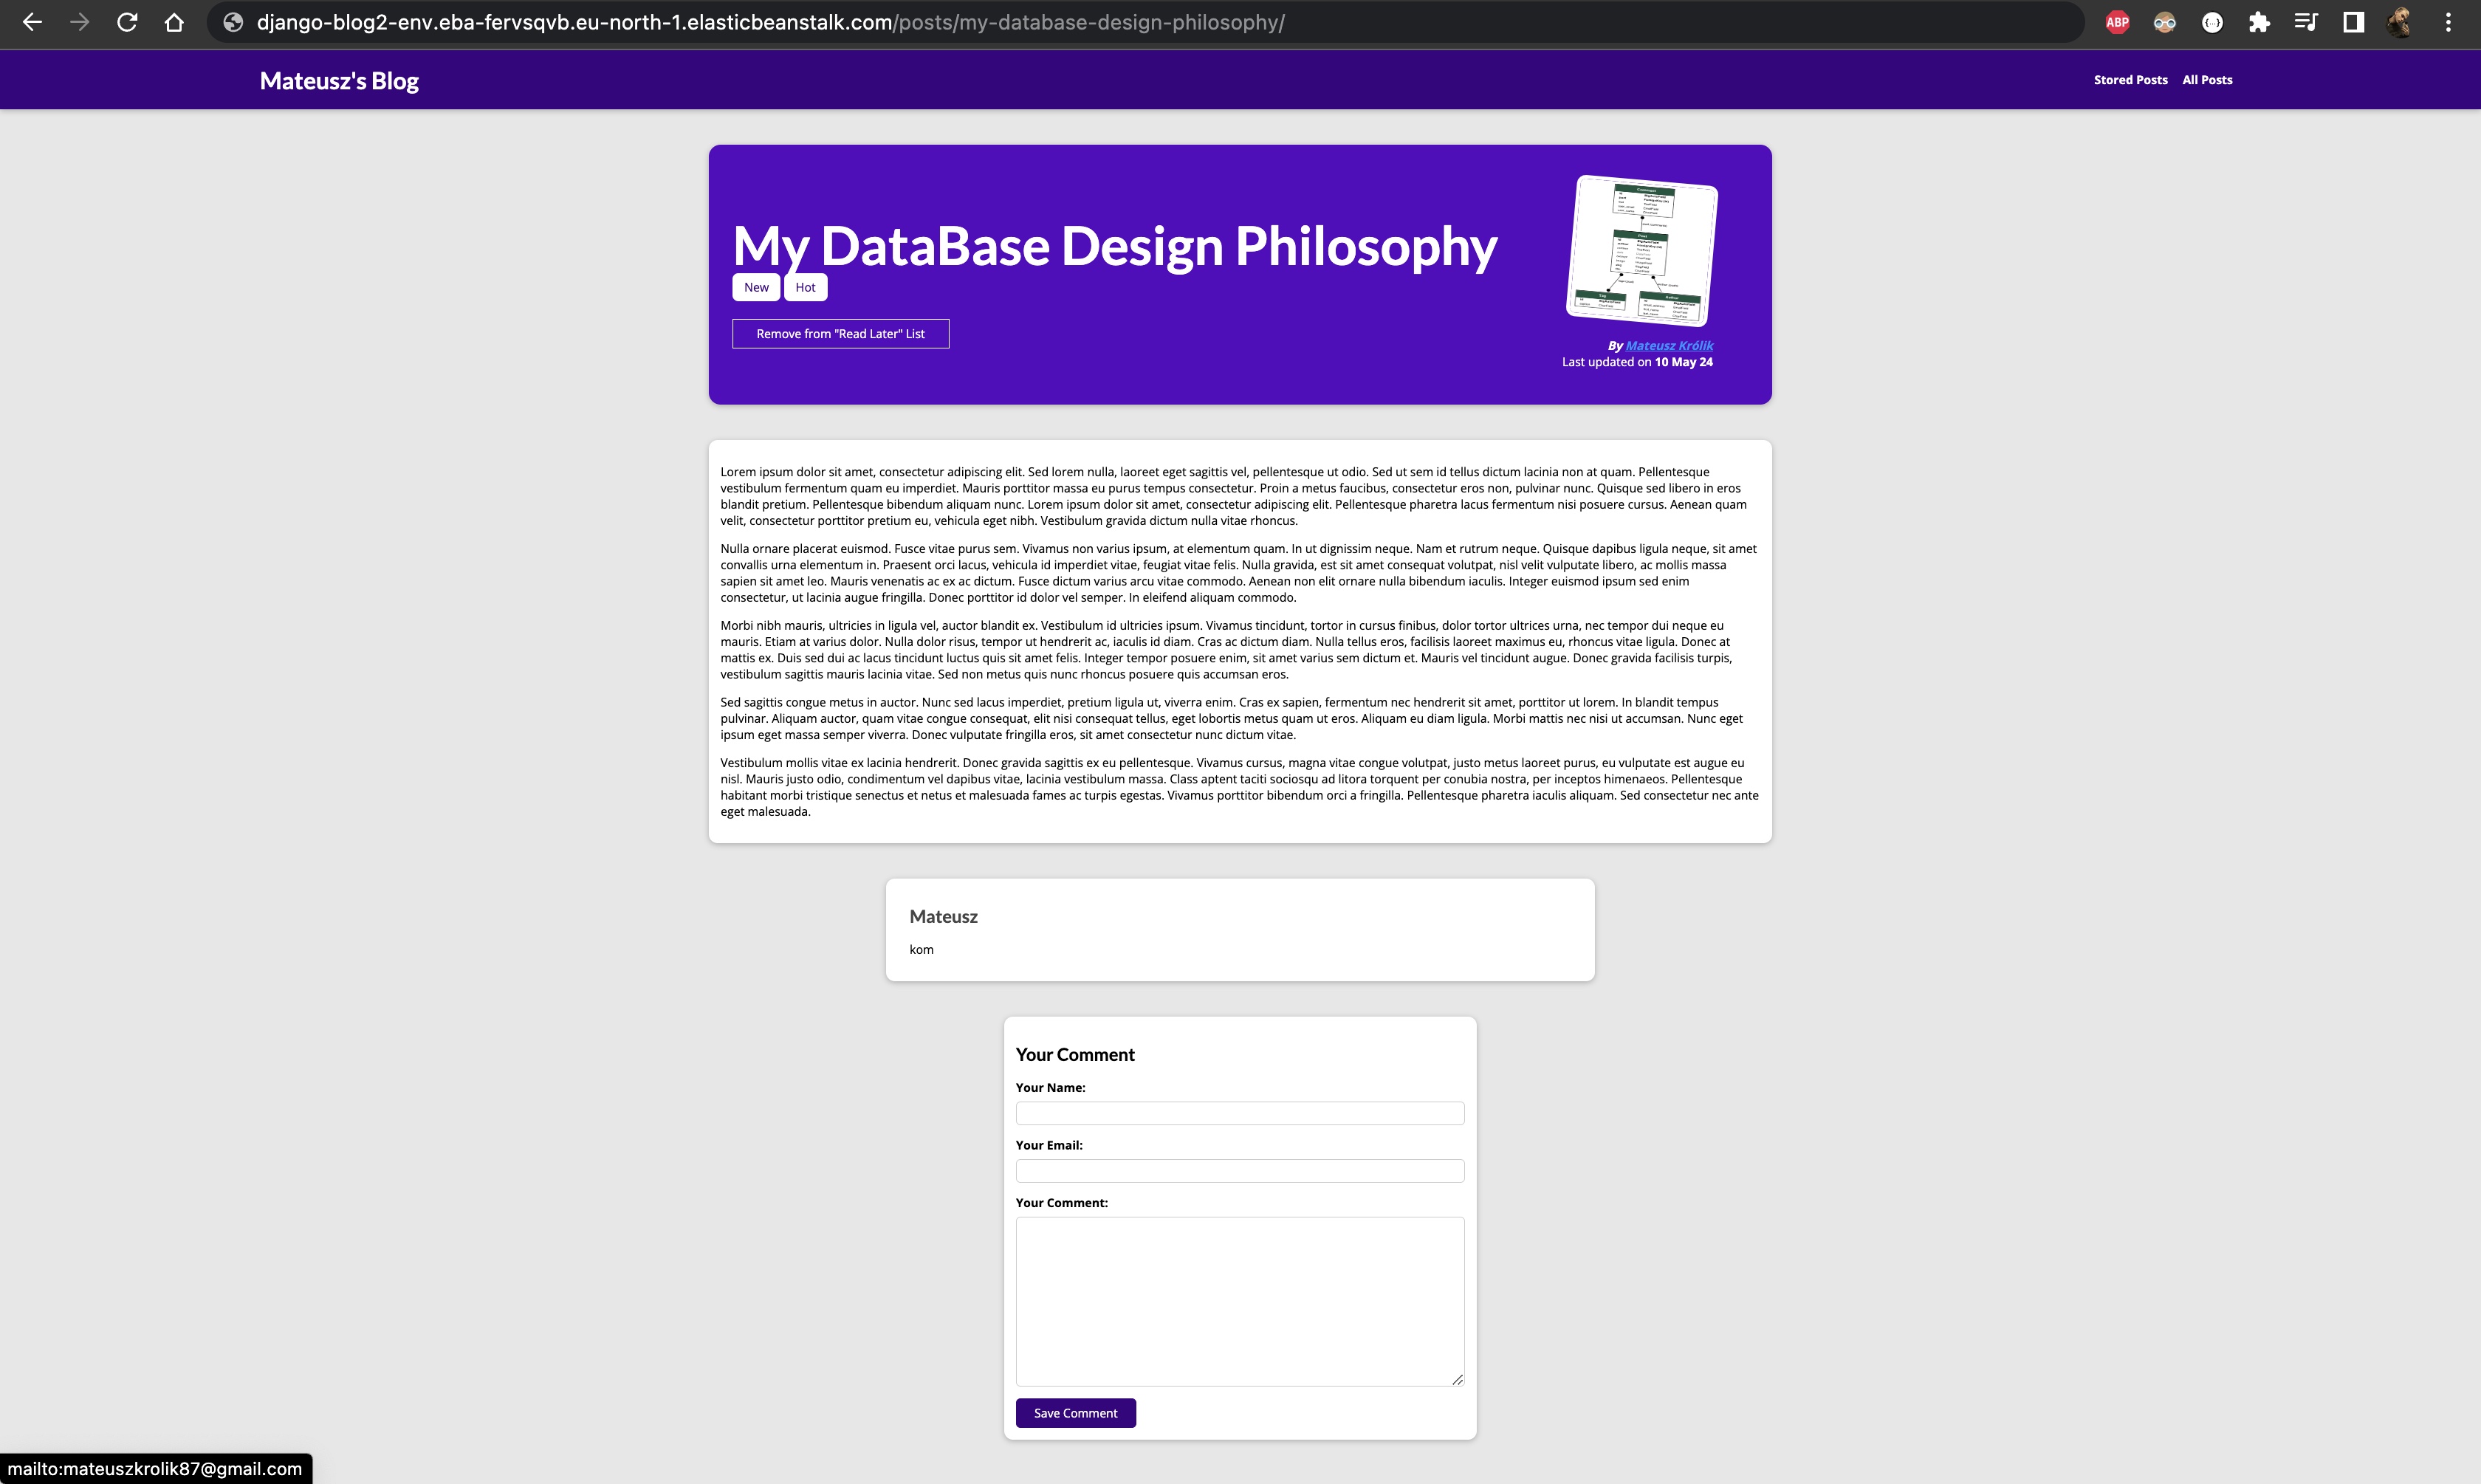 django-blog2-env.eba-fervsqvb.eu-north-1.elasticbeanstalk.com/posts/my-database-design-philosophy/
ABP
Mateusz's Blog
Stored Posts All Posts
My DataBase Design Philosophy
New Hot
Remove from "Read Later" List
By Mateusz Królik
Last updated on 10 May 24
Lorem ipsum dolor sit amet, consectetur adipiscing elit. Sed lorem nulla, laoreet eget sagittis vel, pellentesque ut odio. Sed ut sem id tellus dictum lacinia non at quam. Pellentesque
vestibulum fermentum quam eu imperdiet. Mauris porttitor massa eu purus tempus consectetur. Proin a metus faucibus, consectetur eros non, pulvinar nunc. Quisque sed libero in eros
blandit pretium. Pellentesque bibendum aliquam nunc. Lorem ipsum dolor sit amet, consectetur adipiscing elit. Pellentesque pharetra lacus fermentum nisi posuere cursus. Aenean quam
velit, consectetur porttitor pretium eu, vehicula eget nibh. Vestibulum gravida dictum nulla vitae rhoncus.
Nulla ornare placerat euismod. Fusce vitae purus sem. Vivamus non varius ipsum, at elementum quam. In ut dignissim neque. Nam et rutrum neque. Quisque dapibus ligula neque, sit amet
convallis urna elementum in. Praesent orci lacus, vehicula id imperdiet vitae, feugiat vitae felis. Nulla gravida, est sit amet consequat volutpat, nisl velit vulputate libero, ac mollis massa
sapien sit amet leo. Mauris venenatis ac ex ac dictum. Fusce dictum varius arcu vitae commodo. Aenean non elit ornare nulla bibendum iaculis. Integer euismod ipsum sed enim
consectetur, ut lacinia augue fringilla. Donec porttitor id dolor vel semper. In eleifend aliquam commodo.
Morbi nibh mauris, ultricies in ligula vel, auctor blandit ex. Vestibulum id ultricies ipsum. Vivamus tincidunt, tortor in cursus finibus, dolor tortor ultrices urna, nec tempor dui neque eu
mauris. Etiam at varius dolor. Nulla dolor risus, tempor ut hendrerit ac, iaculis id diam. Cras ac dictum diam. Nulla tellus eros, facilisis laoreet maximus eu, rhoncus vitae ligula. Donec at
mattis ex. Duis sed dui ac lacus tincidunt luctus quis sit amet felis. Integer tempor posuere enim, sit amet varius sem dictum et. Mauris vel tincidunt augue. Donec gravida facilisis turpis,
vestibulum sagittis mauris lacinia vitae. Sed non metus quis nunc rhoncus posuere quis accumsan eros.
Sed sagittis congue metus in auctor. Nunc sed lacus imperdiet, pretium ligula ut, viverra enim. Cras ex sapien, fermentum nec hendrerit sit amet, porttitor ut lorem. In blandit tempus
pulvinar. Aliquam auctor, quam vitae congue consequat, elit nisi consequat tellus, eget lobortis metus quam ut eros. Aliquam eu diam ligula. Morbi mattis nec nisi ut accumsan. Nunc eget
ipsum eget massa semper viverra. Donec vulputate fringilla eros, sit amet consectetur nunc dictum vitae.
Vestibulum mollis vitae ex lacinia hendrerit. Donec gravida sagittis ex eu pellentesque. Vivamus cursus, magna vitae congue volutpat, justo metus laoreet purus, eu vulputate est augue eu
nisl. Mauris justo odio, condimentum vel dapibus vitae, lacinia vestibulum massa. Class aptent taciti sociosqu ad litora torquent per conubia nostra, per inceptos himenaeos. Pellentesque
habitant morbi tristique senectus et netus et malesuada fames ac turpis egestas. Vivamus porttitor bibendum orci a fringilla. Pellentesque pharetra iaculis aliquam. Sed consectetur nec ante
eget malesuada.
Mateusz
kom
Your Comment
Your Name:
Your Email:
Your Comment:
Save Comment
mailto:mateuszkrolik87@gmail.com